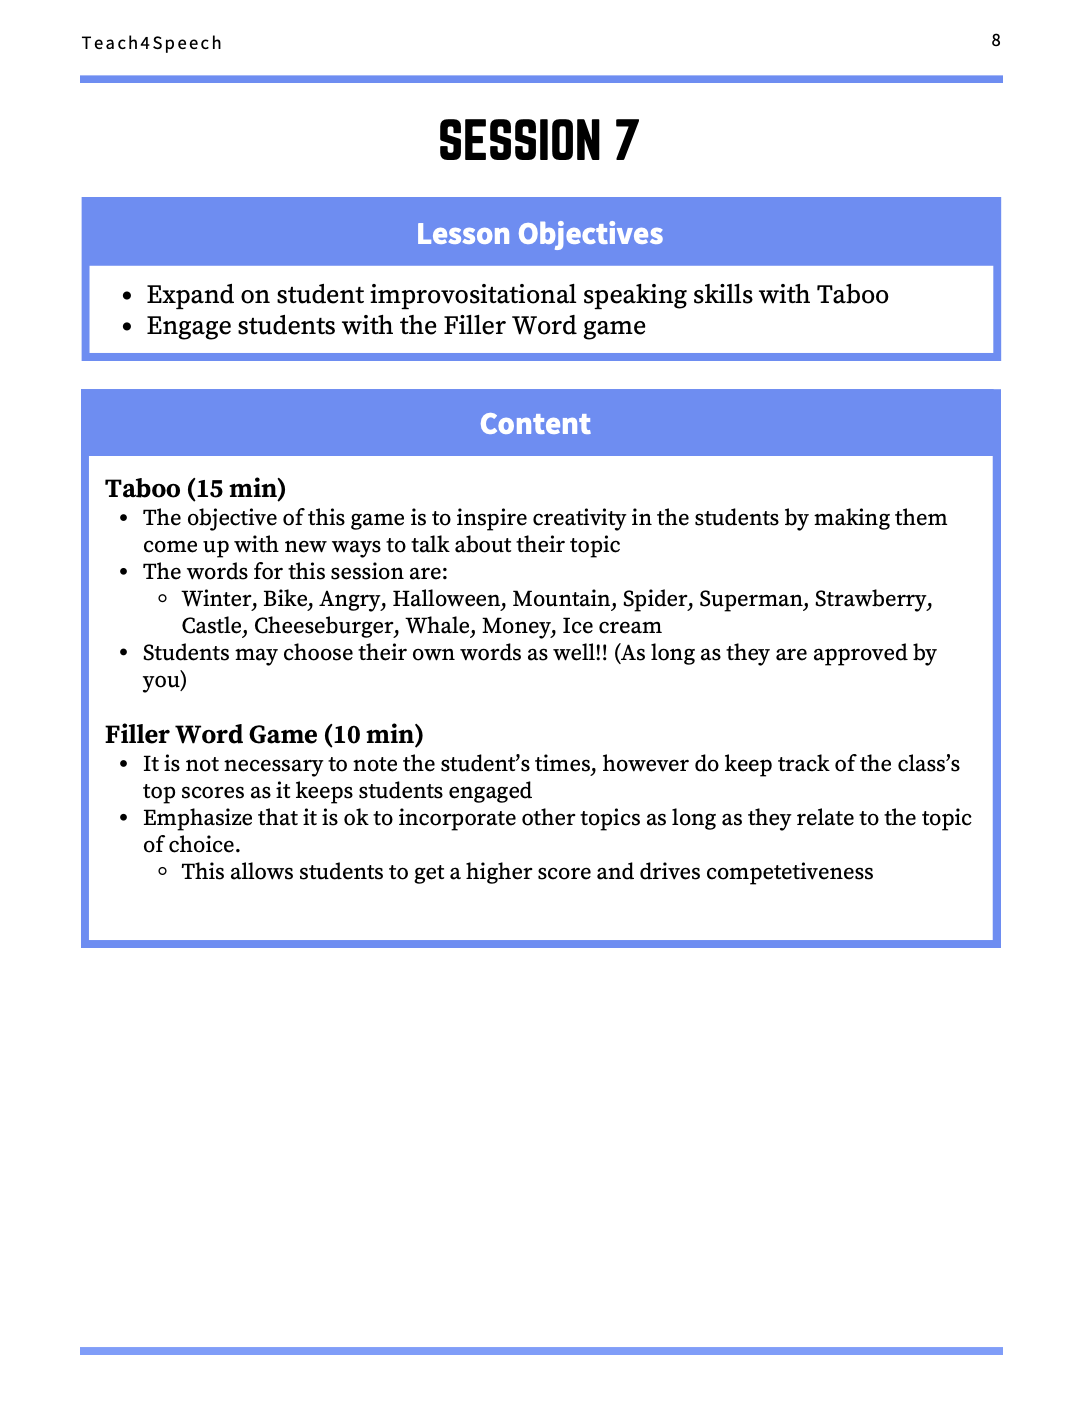 Teach4Speech
8
SESSION 7
Lesson Objectives
• Expand on student improvositational speaking skills with Taboo
• Engage students with the Filler Word game
Content
Taboo (15 min)
• The objective of this game is to inspire creativity in the students by making them
come up with new ways to talk about their topic
• The words for this session are:
◦ Winter, Bike, Angry, Halloween, Mountain, Spider, Superman, Strawberry,
Castle, Cheeseburger, Whale, Money, Ice cream
• Students may choose their own words as well!! (As long as they are approved by
you)
Filler Word Game (10 min)
• It is not necessary to note the student’s times, however do keep track of the class’s
top scores as it keeps students engaged
• Emphasize that it is ok to incorporate other topics as long as they relate to the topic
of choice.
◦ This allows students to get a higher score and drives competetiveness